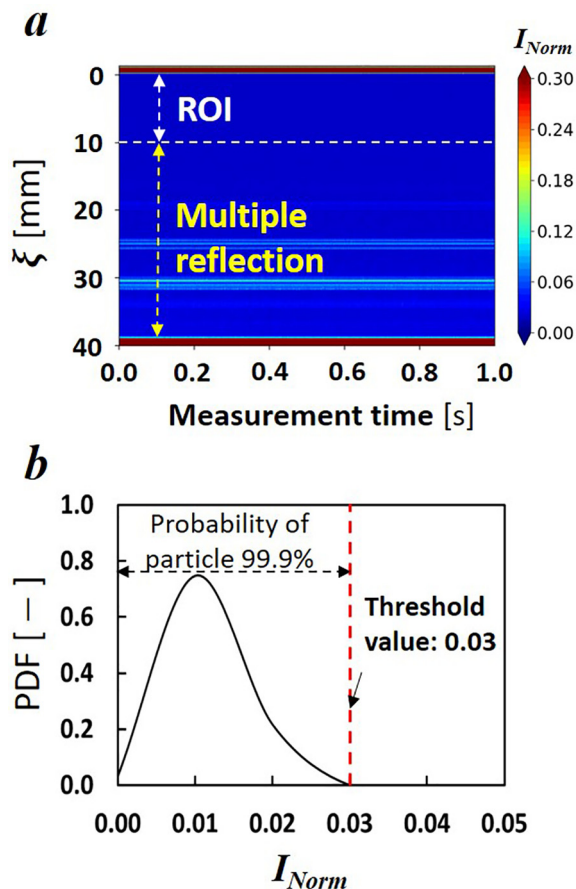 a
I_Norm
0
10
20
30
40
ξ [mm]
ROI
Multiple
reflection
0.30
0.24
0.18
0.12
0.06
0.00
0.0 0.2 0.4 0.6 0.8 1.0
Measurement time [s]
b
1.0
0.8
0.6
0.4
0.2
0.0
PDF [ — ]
Probability of
particle 99.9%
Threshold
value: 0.03
0.00 0.01 0.02 0.03 0.04 0.05
I_Norm